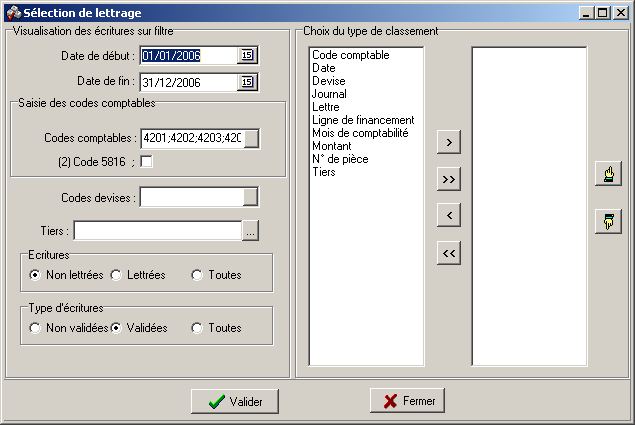 Sélection de lettrage
Visualisation des écritures sur filtre
Date de début : 01/01/2006 15
Date de fin : 31/12/2006 15
Saisie des codes comptables
Codes comptables : 4201;4202;4203;420
(2) Code 5816 ;
Codes devises :
Tiers : ...
Ecritures
Non lettrées Lettrées Toutes
Type d'écritures
Non validées Validées Toutes
Choix du type de classement
Code comptable
Date
Devise
Journal
Lettre
Ligne de financement
Mois de comptabilité
Montant
N° de pièce
Tiers
>
>>
<
<<
Valider Fermer